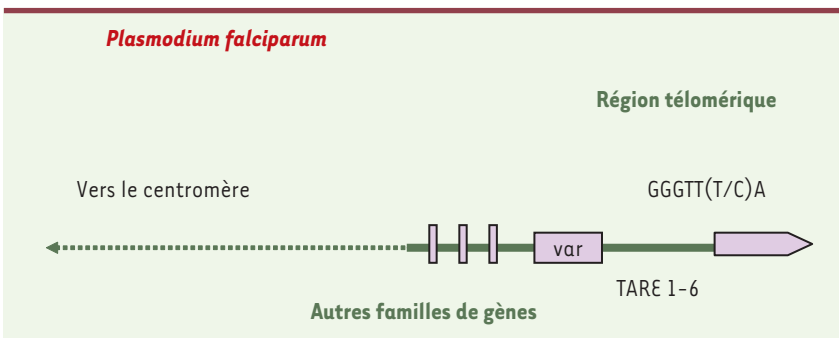 Plasmodium falciparum
Région télomérique
Vers le centromère
GGGTT(T/C)A
var
TARE 1-6
Autres familles de gènes